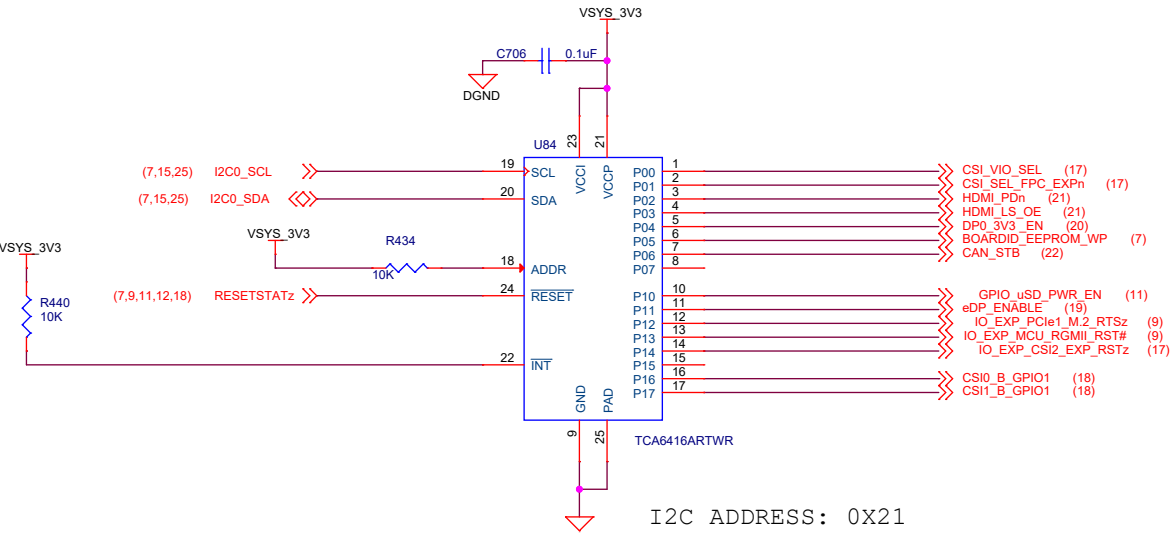 VSYS_3V3
C706 0.1uF
DGND
U84
23 21
VCCI VCCP
(7,15,25) I2C0_SCL 19 SCL
(7,15,25) I2C0_SDA 20 SDA
VSYS_3V3
VSYS_3V3
R434
10K
18 ADDR
(7,9,11,12,18) RESETSTATz 24 RESET
R440
10K
22 INT
P00 1 CSI_VIO_SEL (17)
P01 2 CSI_SEL_FPC_EXPn (17)
P02 3 HDMI_PDn (21)
P03 4 HDMI_LS_OE (21)
P04 5 DP0_3V3_EN (20)
P05 6 BOARDID_EEPROM_WP (7)
P06 7 CAN_STB (22)
P07 8
P10 10 GPIO_uSD_PWR_EN (11)
P11 11 eDP_ENABLE (19)
P12 12 IO_EXP_PCIe1_M.2_RTSz (9)
P13 13 IO_EXP_MCU_RGMII_RST# (9)
P14 14 IO_EXP_CSI2_EXP_RSTz (17)
P15 15
P16 16 CSI0_B_GPIO1 (18)
P17 17 CSI1_B_GPIO1 (18)
GND PAD
9 25
TCA6416ARTWR
I2C ADDRESS: 0X21